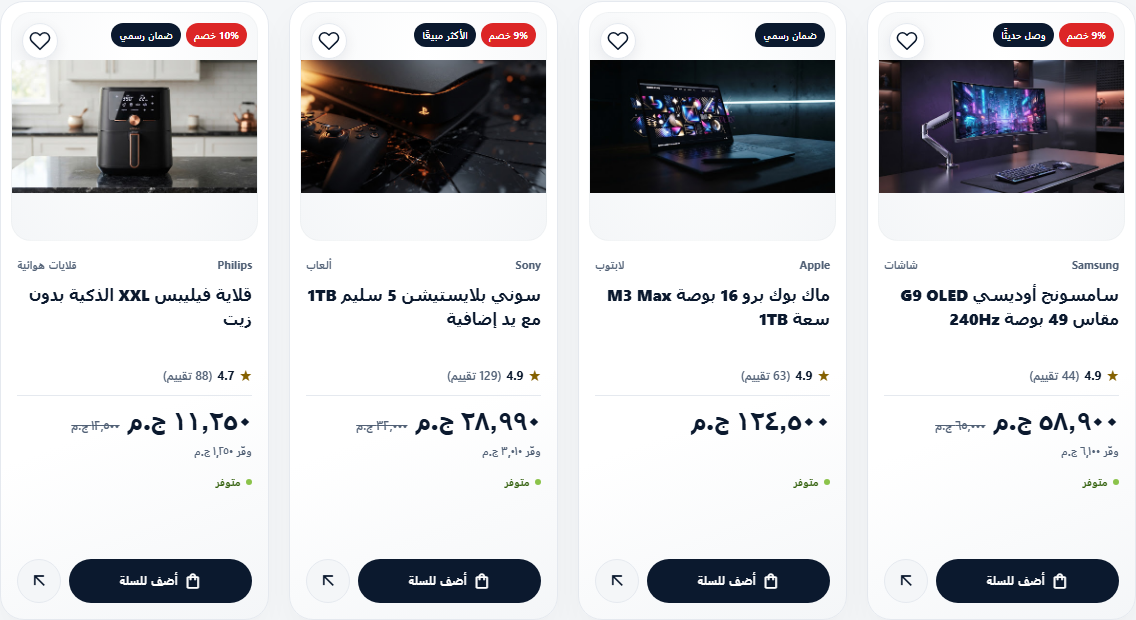 9% خصم
وصل حديثًا
Samsung
شاشات
سامسونج أوديسي G9 OLED
مقاس 49 بوصة 240Hz
★ 4.9 (44 تقييم)
٥٨,٩٠٠ ج.م ٦٥,٠٠٠ ج.م
وفّر ٦,١٠٠ ج.م
متوفر
أضف للسلة
ضمان رسمي
Apple
لابتوب
ماك بوك برو 16 بوصة M3 Max
سعة 1TB
★ 4.9 (63 تقييم)
١٢٤,٥٠٠ ج.م
متوفر
أضف للسلة
9% خصم
الأكثر مبيعًا
Sony
ألعاب
سوني بلايستيشن 5 سليم 1TB
مع يد إضافية
★ 4.9 (129 تقييم)
٢٨,٩٩٠ ج.م ٣٢,٠٠٠ ج.م
وفّر ٣,٠١٠ ج.م
متوفر
أضف للسلة
10% خصم
ضمان رسمي
Philips
قلايات هوائية
قلاية فيليبس XXL الذكية بدون
زيت
★ 4.7 (88 تقييم)
١١,٢٥٠ ج.م ١٢,٥٠٠ ج.م
وفّر ١,٢٥٠ ج.م
متوفر
أضف للسلة